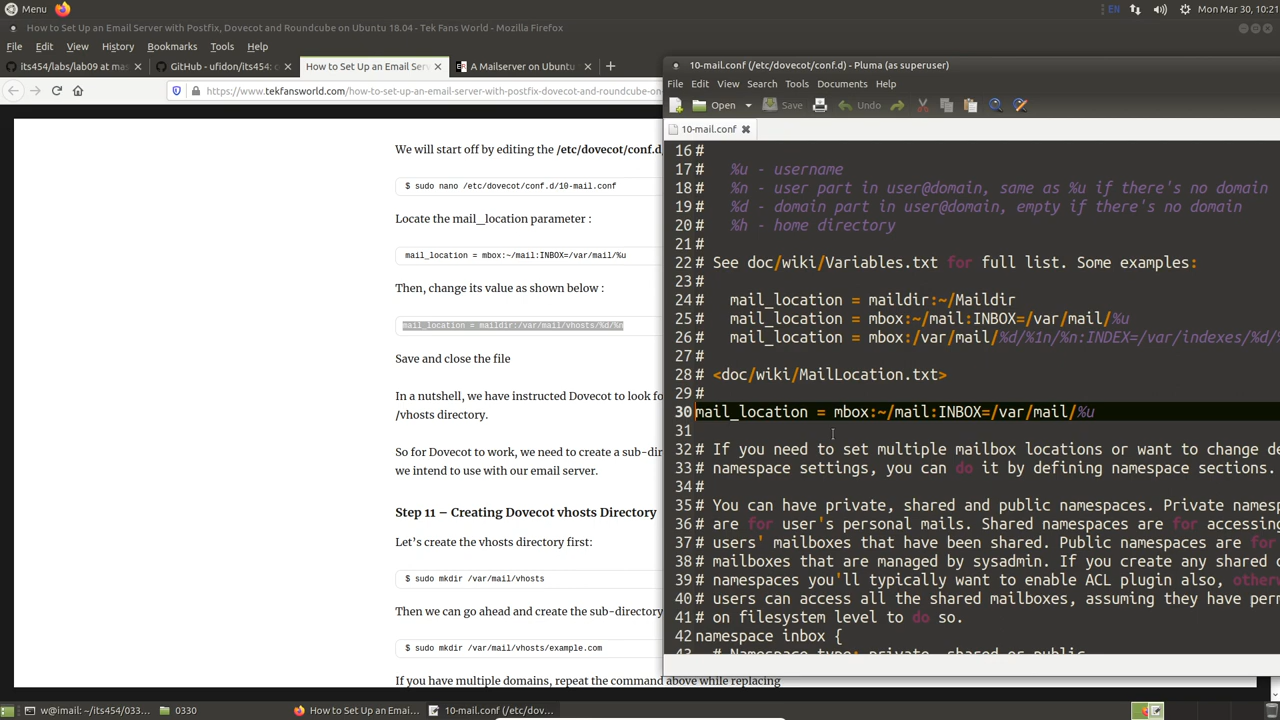 Menu
EN
Mon Mar 30, 10:21
How to Set Up an Email Server with Postfix, Dovecot and Roundcube on Ubuntu 18.04 - Tek Fans World - Mozilla Firefox
File Edit View History Bookmarks Tools Help
its454/labs/lab09 at mas
GitHub - ufidon/its454: c
How to Set Up an Email Serve
A Mailserver on Ubuntu
https://www.tekfansworld.com/how-to-set-up-an-email-server-with-postfix-dovecot-and-roundcube-on-
We will start off by editing the /etc/dovecot/conf.d/
$ sudo nano /etc/dovecot/conf.d/10-mail.conf
Locate the mail_location parameter :
mail_location = mbox:~/mail:INBOX=/var/mail/%u
Then, change its value as shown below :
mail_location = maildir:/var/mail/vhosts/%d/%n
Save and close the file
In a nutshell, we have instructed Dovecot to look fo
/vhosts directory.
So for Dovecot to work, we need to create a sub-dir
we intend to use with our email server.
Step 11 – Creating Dovecot vhosts Directory
Let's create the vhosts directory first:
$ sudo mkdir /var/mail/vhosts
Then we can go ahead and create the sub-directory
$ sudo mkdir /var/mail/vhosts/example.com
If you have multiple domains, repeat the command above while replacing
10-mail.conf (/etc/dovecot/conf.d) - Pluma (as superuser)
File Edit View Search Tools Documents Help
Open Save Undo
10-mail.conf
16 #
17 # %u - username
18 # %n - user part in user@domain, same as %u if there's no domain
19 # %d - domain part in user@domain, empty if there's no domain
20 # %h - home directory
21 #
22 # See doc/wiki/Variables.txt for full list. Some examples:
23 #
24 # mail_location = maildir:~/Maildir
25 # mail_location = mbox:~/mail:INBOX=/var/mail/%u
26 # mail_location = mbox:/var/mail/%d/%1n/%n:INDEX=/var/indexes/%d/%
27 #
28 # <doc/wiki/MailLocation.txt>
29 #
30 mail_location = mbox:~/mail:INBOX=/var/mail/%u
31
32 # If you need to set multiple mailbox locations or want to change de
33 # namespace settings, you can do it by defining namespace sections.
34 #
35 # You can have private, shared and public namespaces. Private namesp
36 # are for user's personal mails. Shared namespaces are for accessing
37 # users' mailboxes that have been shared. Public namespaces are for
38 # mailboxes that are managed by sysadmin. If you create any shared o
39 # namespaces you'll typically want to enable ACL plugin also, otherw
40 # users can access all the shared mailboxes, assuming they have perm
41 # on filesystem level to do so.
42 namespace inbox {
43 # Namespace type: private, shared or public
w@imail: ~/its454/033...
0330
How to Set Up an Emai...
10-mail.conf (/etc/dov...